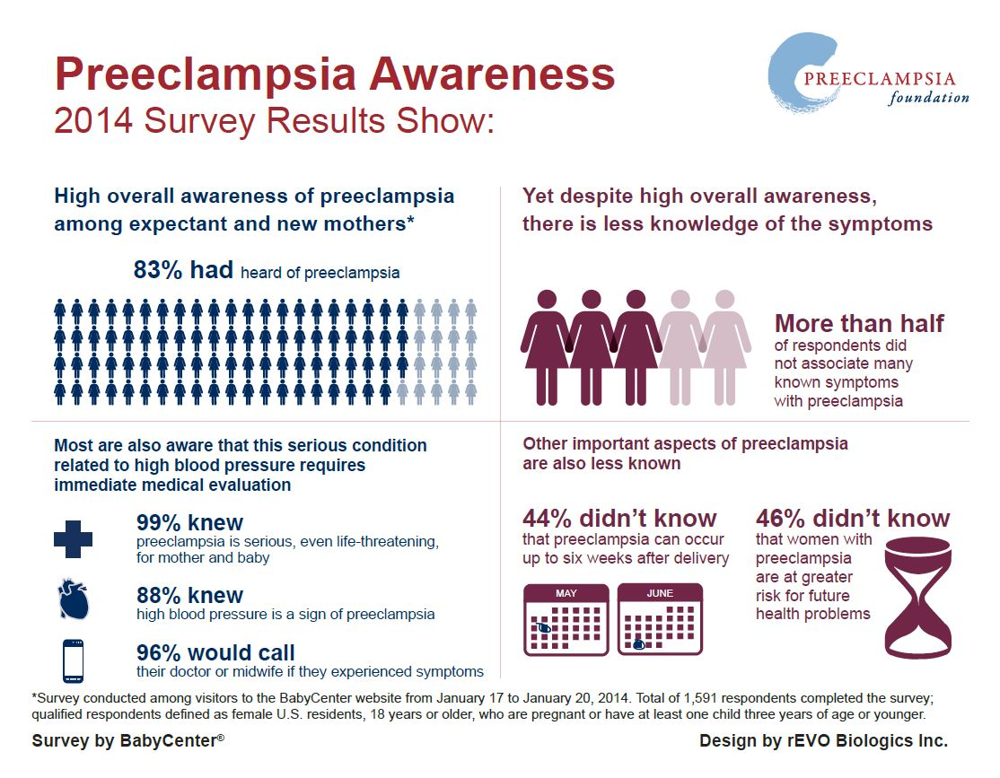 Preeclampsia Awareness
2014 Survey Results Show:
PREECLAMPSIA
foundation
High overall awareness of preeclampsia
among expectant and new mothers*
83% had heard of preeclampsia
Yet despite high overall awareness,
there is less knowledge of the symptoms
More than half
of respondents did
not associate many
known symptoms
with preeclampsia
Most are also aware that this serious condition
related to high blood pressure requires
immediate medical evaluation
99% knew
preeclampsia is serious, even life-threatening,
for mother and baby
88% knew
high blood pressure is a sign of preeclampsia
96% would call
their doctor or midwife if they experienced symptoms
Other important aspects of preeclampsia
are also less known
44% didn’t know
that preeclampsia can occur
up to six weeks after delivery
MAY
JUNE
46% didn’t know
that women with
preeclampsia
are at greater
risk for future
health problems
*Survey conducted among visitors to the BabyCenter website from January 17 to January 20, 2014. Total of 1,591 respondents completed the survey;
qualified respondents defined as female U.S. residents, 18 years or older, who are pregnant or have at least one child three years of age or younger.
Survey by BabyCenter®
Design by rEVO Biologics Inc.